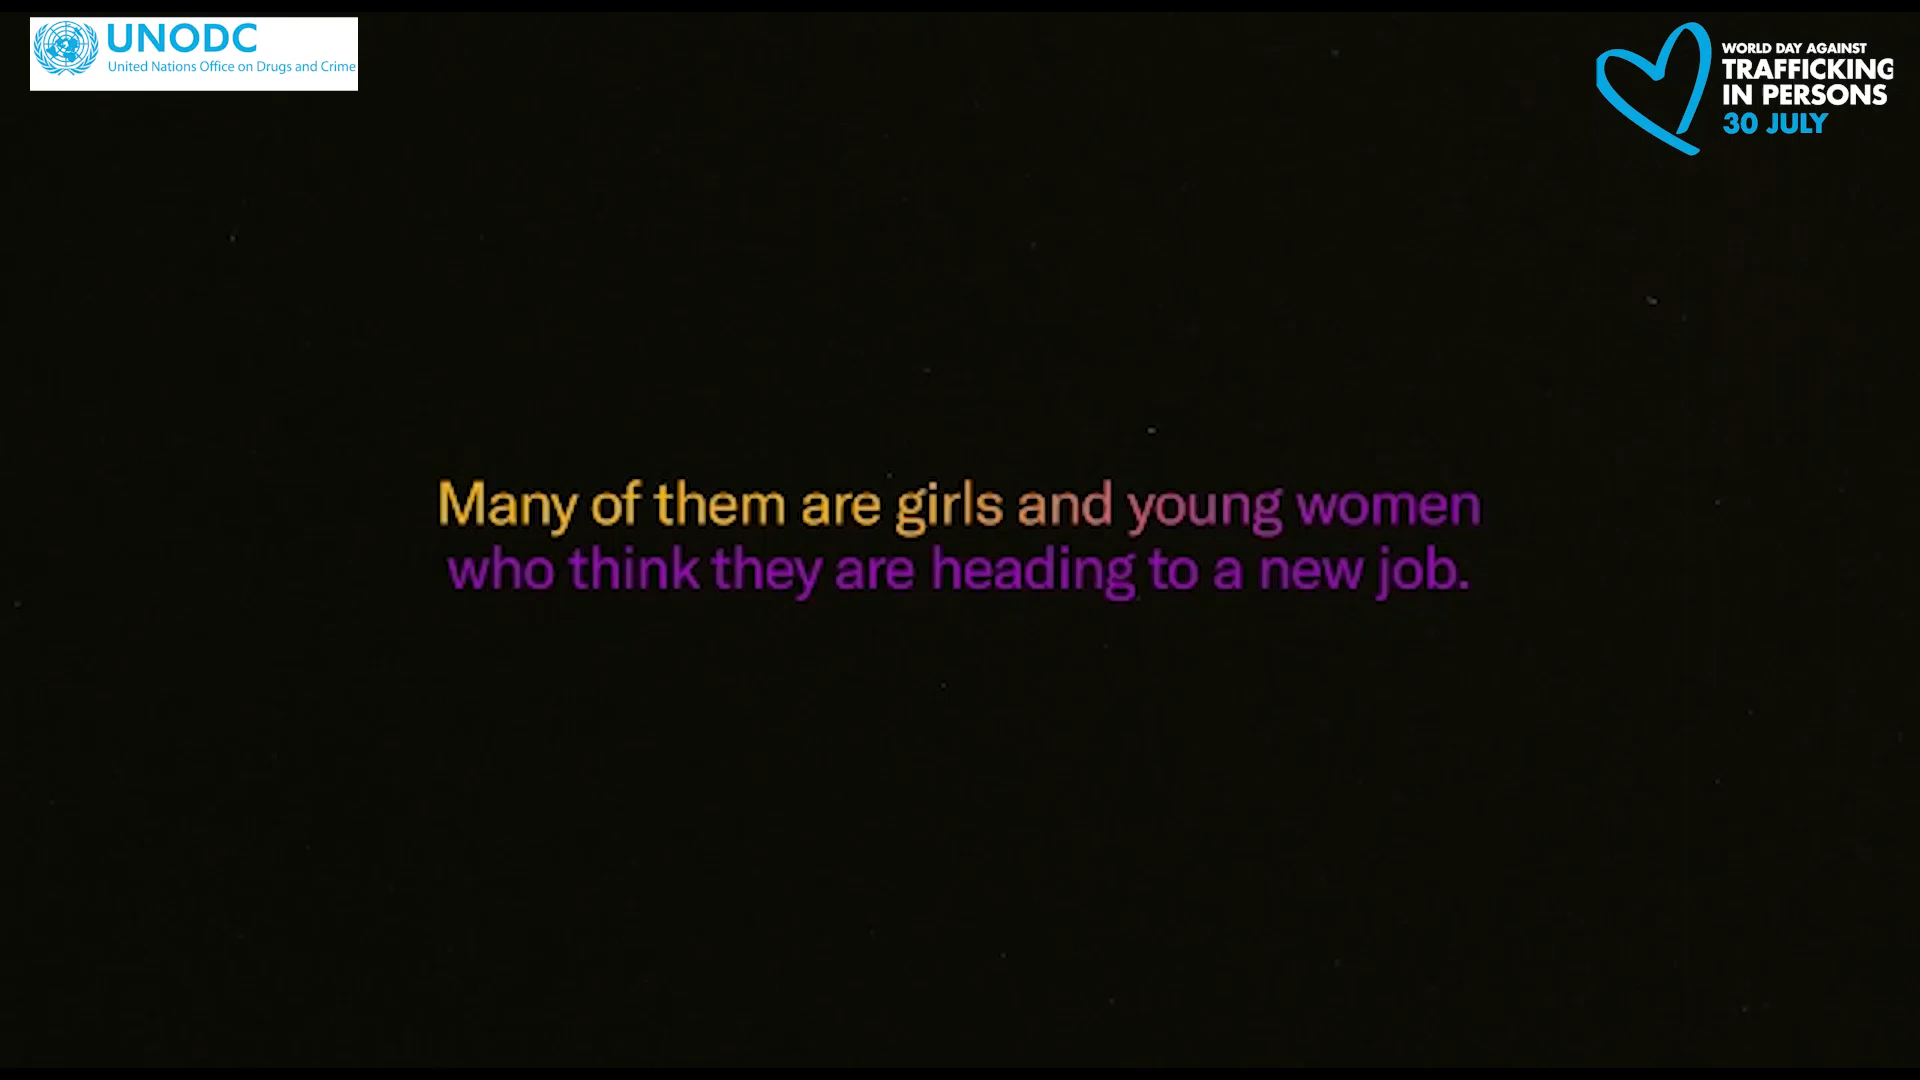 UNODC
United Nations Office on Drugs and Crime
WORLD DAY AGAINST
TRAFFICKING
IN PERSONS
30 JULY
Many of them are girls and young women
who think they are heading to a new job.